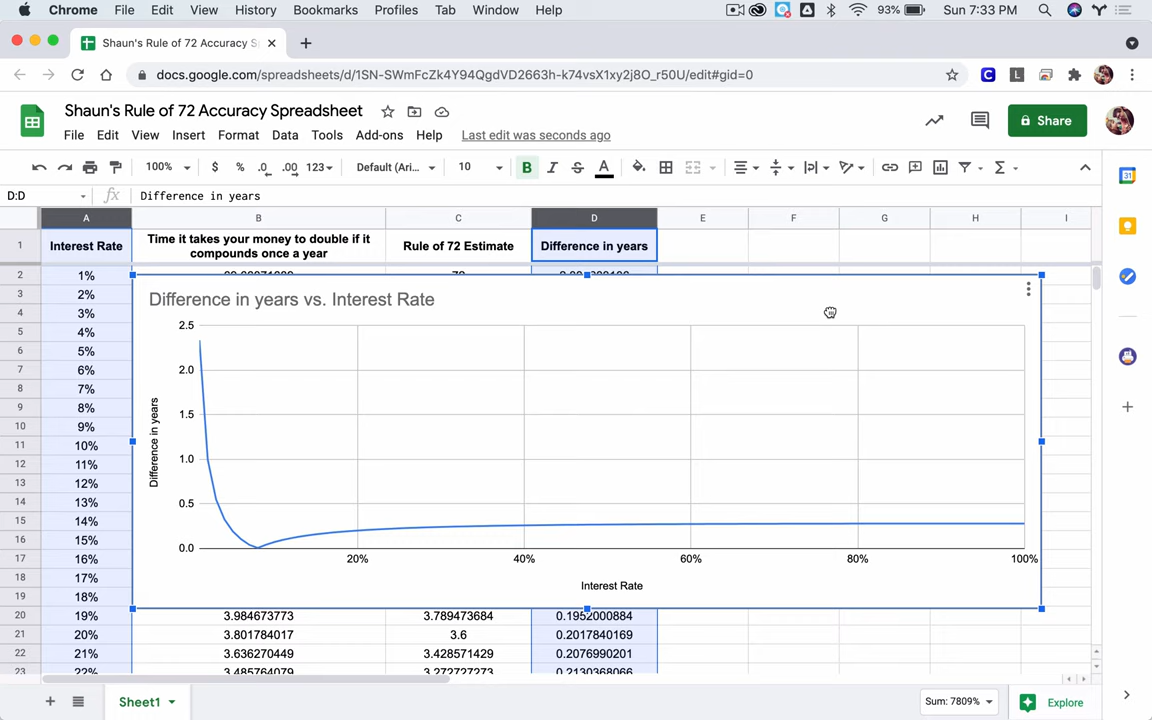 Chrome File Edit View History Bookmarks Profiles Tab Window Help 93% Sun 7:33 PM
Shaun's Rule of 72 Accuracy S
docs.google.com/spreadsheets/d/1SN-SWmFcZk4Y94QgdVD2663h-k74vsX1xy2j8O_r50U/edit#gid=0
Shaun's Rule of 72 Accuracy Spreadsheet
File Edit View Insert Format Data Tools Add-ons Help Last edit was seconds ago
Share
100% $ % .0 .00 123 Default (Ari... 10 B I S A
D:D fx Difference in years
A B C D E F G H I
1 Interest Rate Time it takes your money to double if it compounds once a year Rule of 72 Estimate Difference in years
2 1% 72
3 2%
4 3%
5 4%
6 5%
7 6%
8 7%
9 8%
10 9%
11 10%
12 11%
13 12%
14 13%
15 14%
16 15%
17 16%
18 17%
19 18%
Difference in years vs. Interest Rate
2.5
2.0
1.5
1.0
0.5
0.0
Difference in years
20% 40% 60% 80% 100%
Interest Rate
20 19% 3.984673773 3.789473684 0.1952000884
21 20% 3.801784017 3.6 0.2017840169
22 21% 3.636270449 3.428571429 0.2076990201
23 22% 3.485764079 3.272727273 0.2130368066
Sheet1 Sum: 7809% Explore